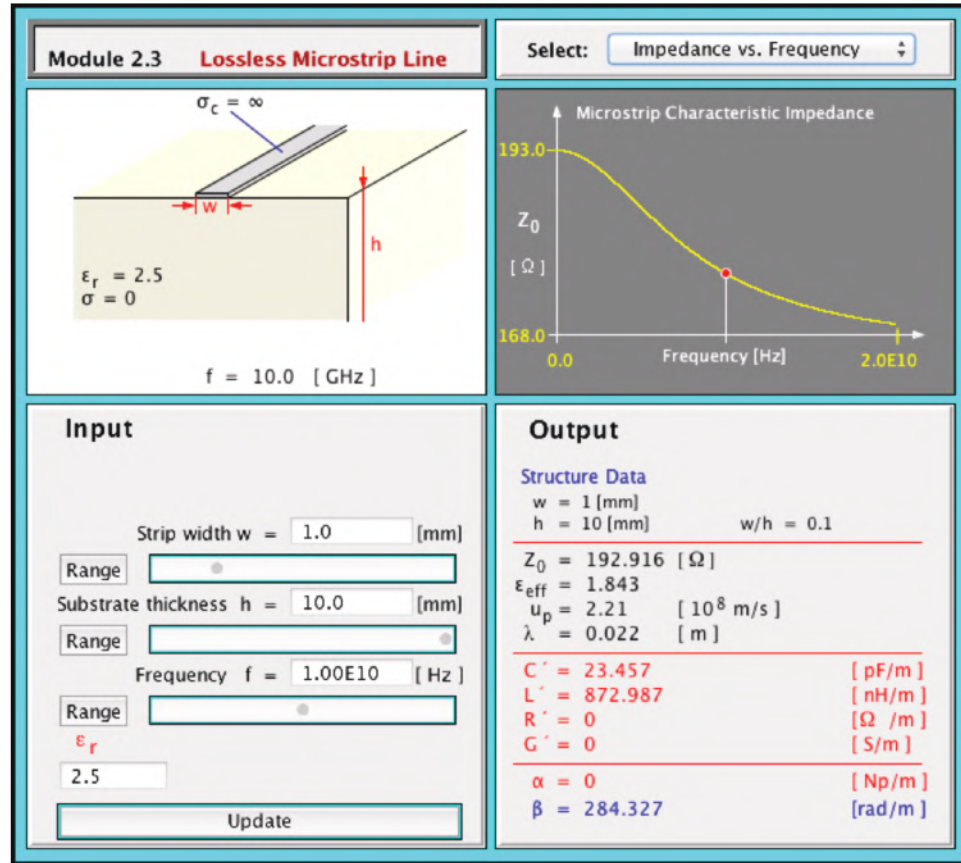 Module 2.3 Lossless Microstrip Line
Select: Impedance vs. Frequency
σc = ∞
w
h
εr = 2.5
σ = 0
f = 10.0 [ GHz ]
Microstrip Characteristic Impedance
193.0
Z0
[ Ω ]
168.0
0.0
Frequency [Hz]
2.0E10
Input
Strip width w = 1.0 [mm]
Range
Substrate thickness h = 10.0 [mm]
Range
Frequency f = 1.00E10 [ Hz ]
Range
εr
2.5
Update
Output
Structure Data
w = 1 [mm]
h = 10 [mm] w/h = 0.1
Z0 = 192.916 [ Ω ]
εeff = 1.843
up = 2.21 [ 10^8 m/s ]
λ = 0.022 [ m ]
C ´ = 23.457 [ pF/m ]
L ´ = 872.987 [ nH/m ]
R ´ = 0 [Ω /m ]
G ´ = 0 [ S/m ]
α = 0 [ Np/m ]
β = 284.327 [rad/m ]